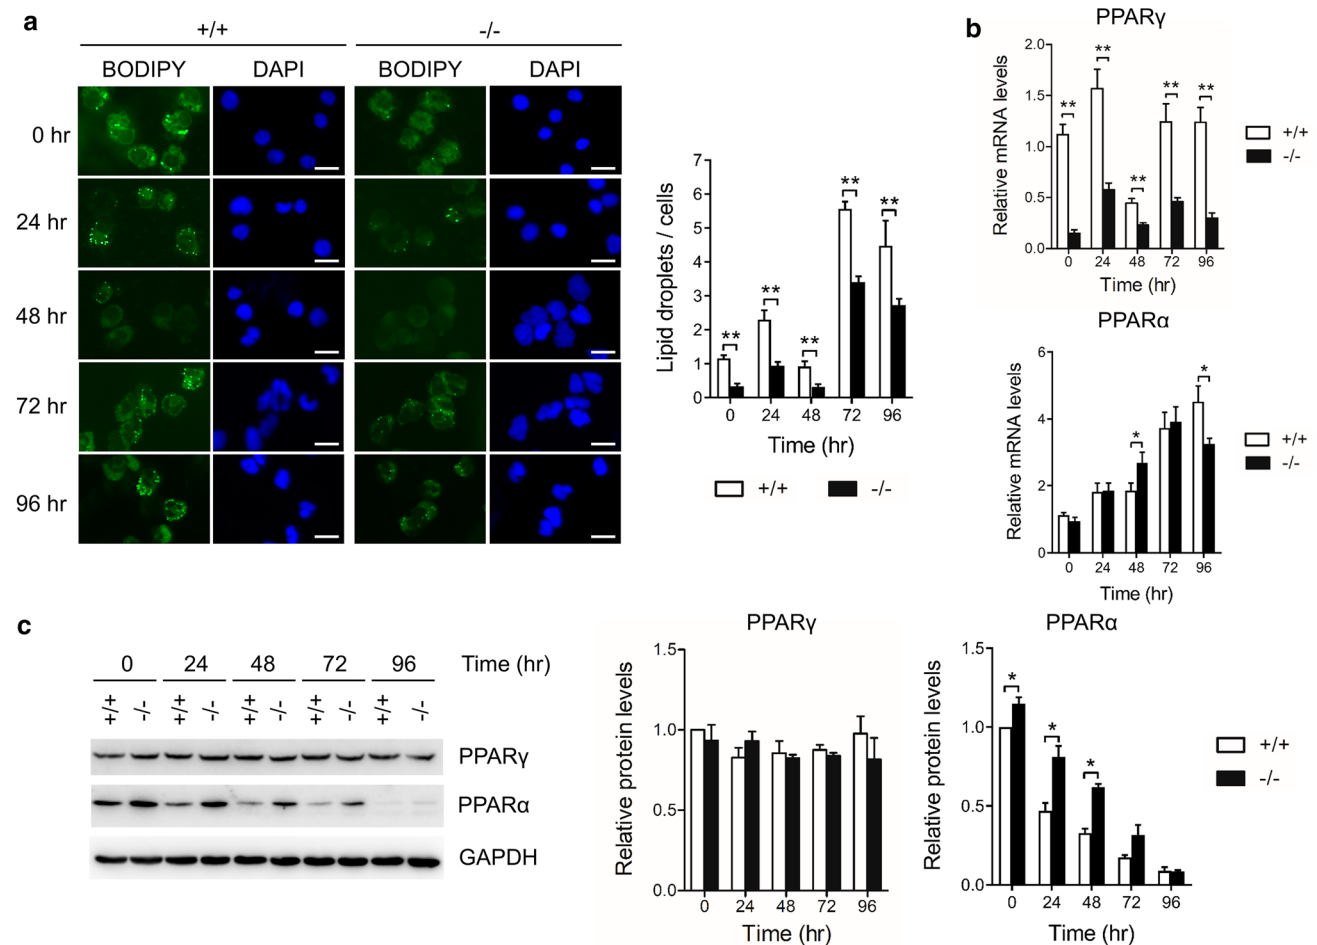 a
+/+ -/-
BODIPY DAPI BODIPY DAPI
0 hr
24 hr
48 hr
72 hr
96 hr
Lipid droplets / cells
7
6
5
4
3
2
1
0
** ** ** ** **
0 24 48 72 96
Time (hr)
+/+ -/-
b
PPARγ
Relative mRNA levels
2.0
1.5
1.0
0.5
0.0
** ** ** ** **
0 24 48 72 96
Time (hr)
+/+
-/-
PPARα
Relative mRNA levels
6
4
2
0
* *
0 24 48 72 96
Time (hr)
+/+
-/-
c
0 24 48 72 96 Time (hr)
+/+ -/- +/+ -/- +/+ -/- +/+ -/- +/+ -/-
PPARγ
PPARα
GAPDH
PPARγ
Relative protein levels
1.5
1.0
0.5
0.0
0 24 48 72 96
Time (hr)
PPARα
Relative protein levels
1.5
1.0
0.5
0.0
* * *
0 24 48 72 96
Time (hr)
+/+
-/-